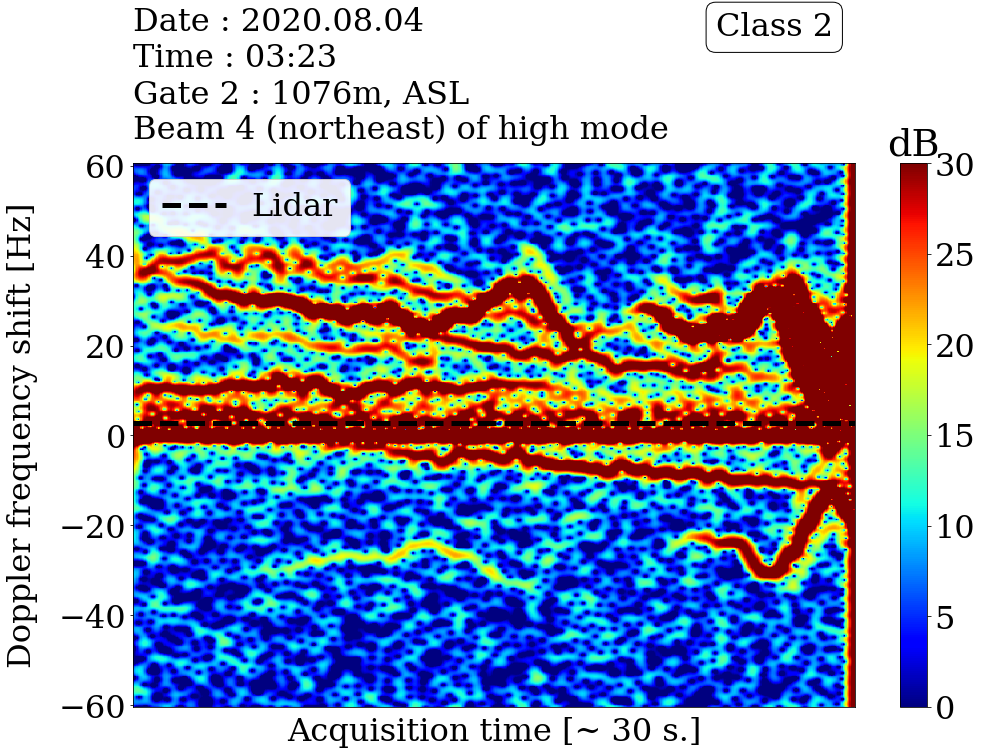 Date : 2020.08.04
Time : 03:23
Gate 2 : 1076m, ASL
Beam 4 (northeast) of high mode
Class 2
dB
Lidar
Doppler frequency shift [Hz]
60
40
20
0
−20
−40
−60
Acquisition time [~ 30 s.]
30
25
20
15
10
5
0